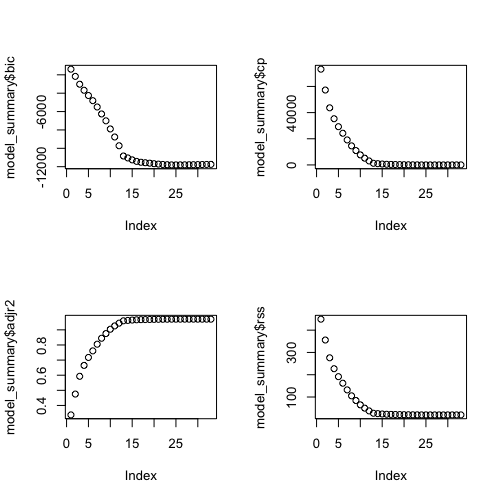 model_summary$bic
-6000
-12000
0 5 15 25
Index
model_summary$cp
40000
0
0 5 15 25
Index
model_summary$adjr2
0.8
0.6
0.4
0 5 15 25
Index
model_summary$rss
300
100
0 5 15 25
Index